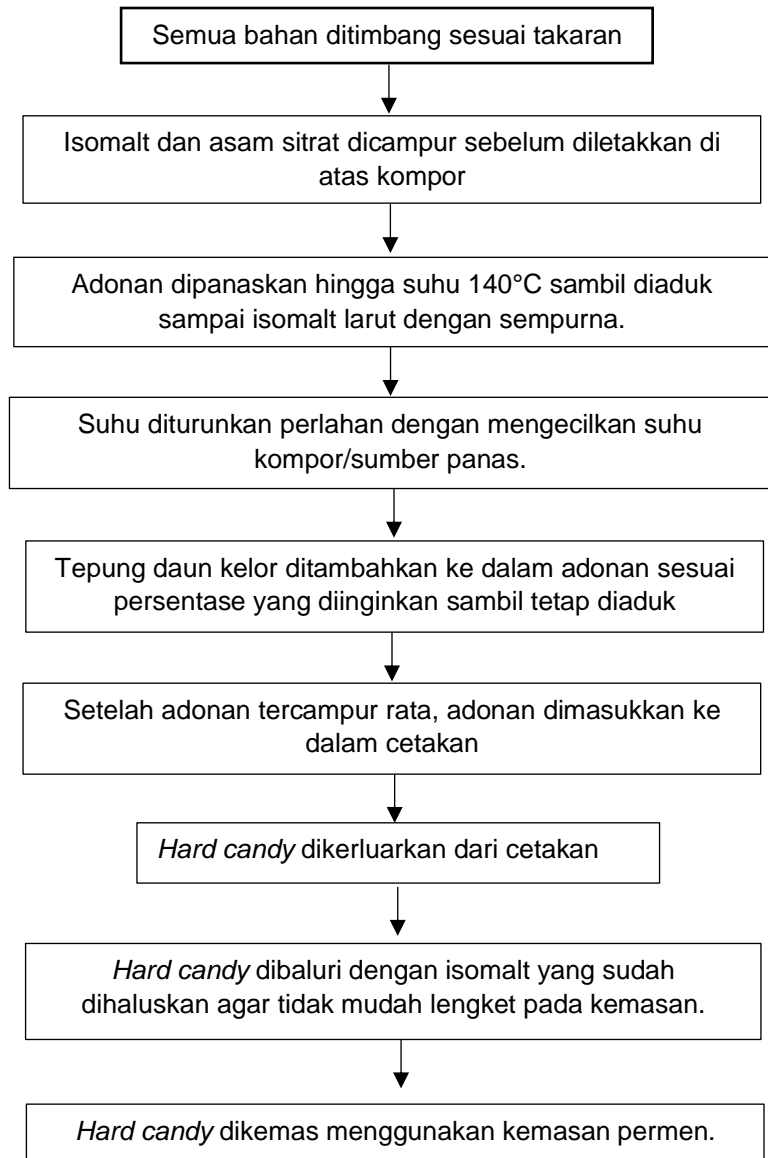 Semua bahan ditimbang sesuai takaran
Isomalt dan asam sitrat dicampur sebelum diletakkan di
atas kompor
Adonan dipanaskan hingga suhu 140°C sambil diaduk
sampai isomalt larut dengan sempurna.
Suhu diturunkan perlahan dengan mengecilkan suhu
kompor/sumber panas.
Tepung daun kelor ditambahkan ke dalam adonan sesuai
persentase yang diinginkan sambil tetap diaduk
Setelah adonan tercampur rata, adonan dimasukkan ke
dalam cetakan
Hard candy dikerluarkan dari cetakan
Hard candy dibaluri dengan isomalt yang sudah
dihaluskan agar tidak mudah lengket pada kemasan.
Hard candy dikemas menggunakan kemasan permen.